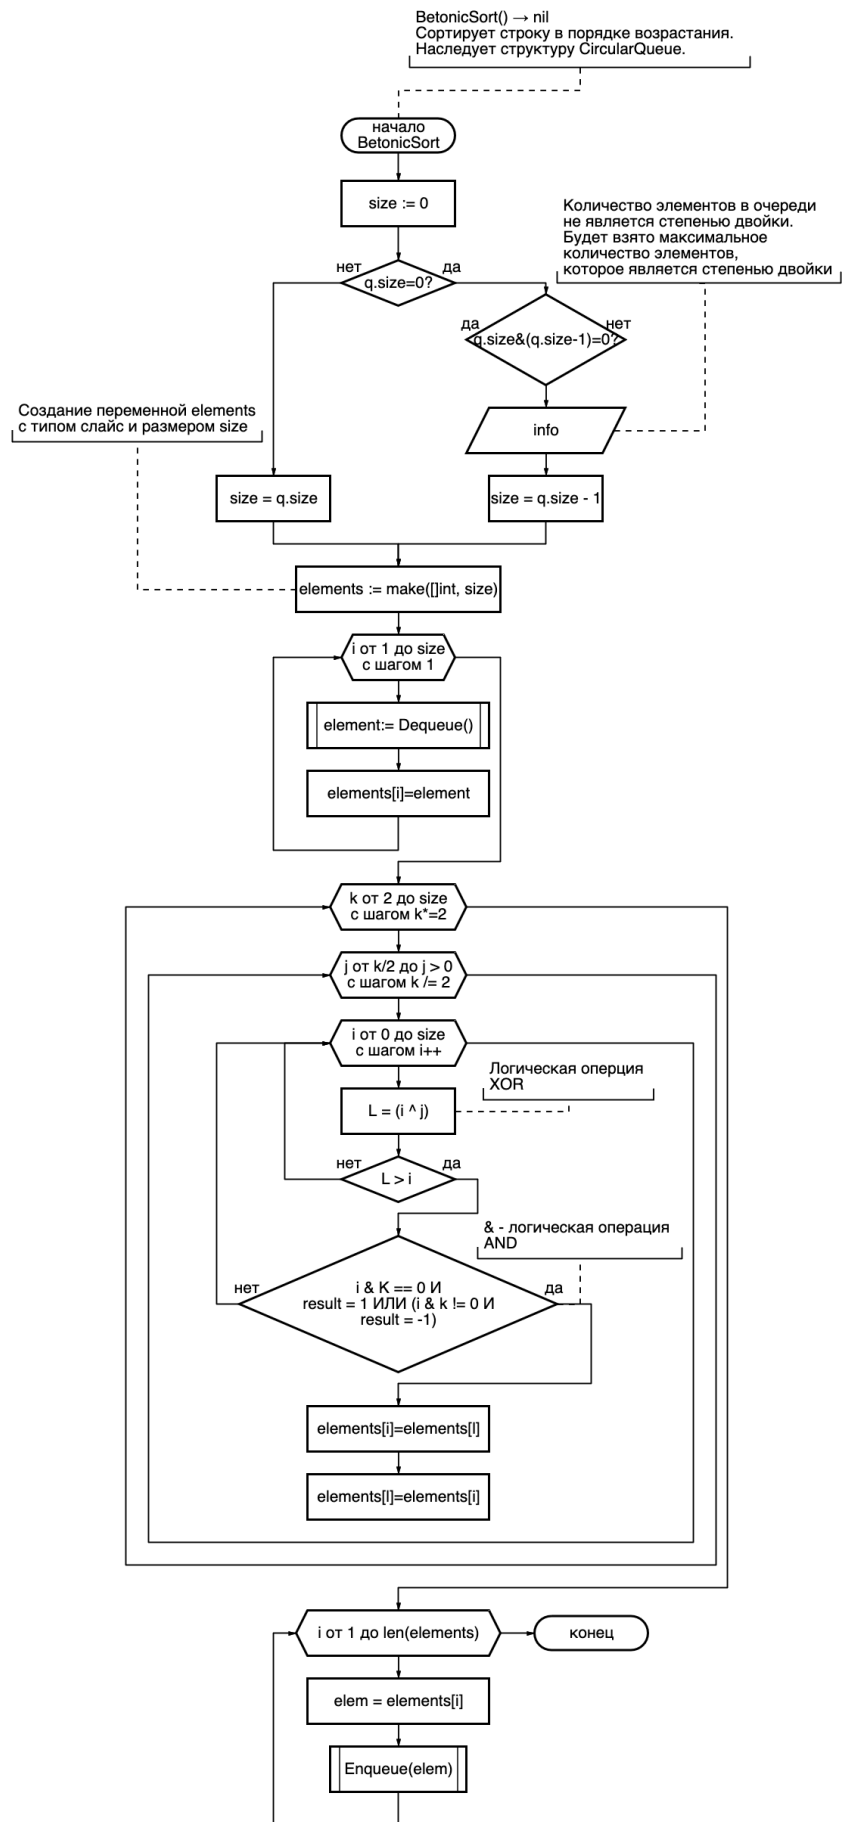 BetonicSort() → nil
Сортирует строку в порядке возрастания.
Наследует структуру CircularQueue.
начало
BetonicSort
size := 0
Количество элементов в очереди
не является степенью двойки.
Будет взято максимальное
количество элементов,
которое является степенью двойки
нет
да
q.size=0?
да
нет
q.size&(q.size-1)=0?
Создание переменной elements
с типом слайс и размером size
info
size = q.size
size = q.size - 1
elements := make([]int, size)
i от 1 до size
с шагом 1
element:= Dequeue()
elements[i]=element
k от 2 до size
с шагом k*=2
j от k/2 до j > 0
с шагом k /= 2
i от 0 до size
с шагом i++
Логическая оперция
XOR
L = (i ^ j)
нет
да
L > i
& - логическая операция
AND
нет
да
i & K == 0 И
result = 1 ИЛИ (i & k != 0 И
result = -1)
elements[i]=elements[l]
elements[l]=elements[i]
i от 1 до len(elements)
конец
elem = elements[i]
Enqueue(elem)